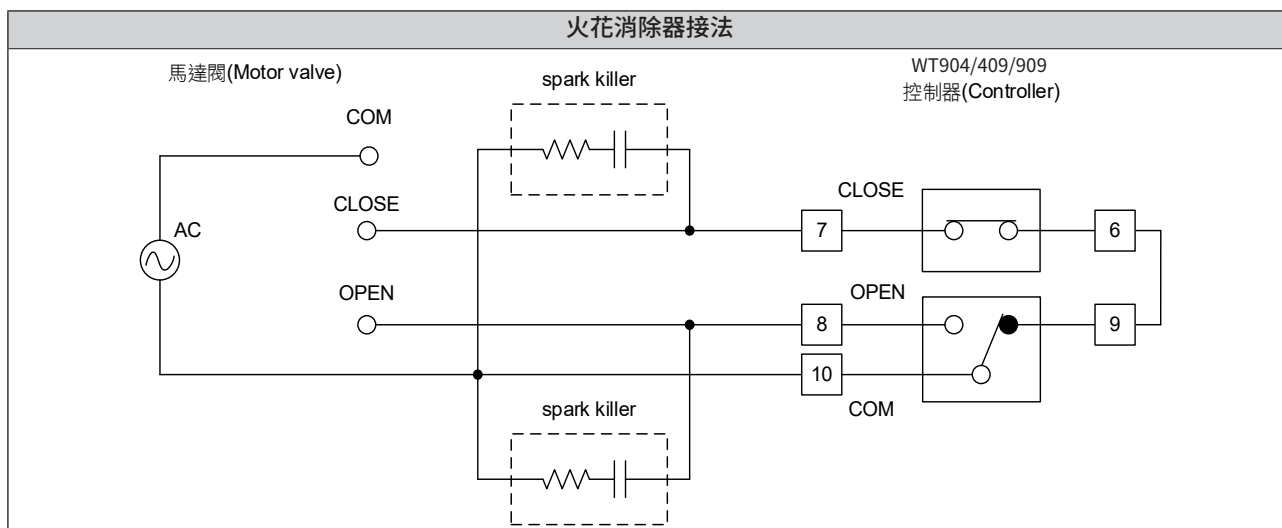 火花消除器接法
馬達閥(Motor valve)
spark killer
WT904/409/909
控制器(Controller)
COM
CLOSE
CLOSE
AC
7
6
OPEN
OPEN
8
9
10
COM
spark killer